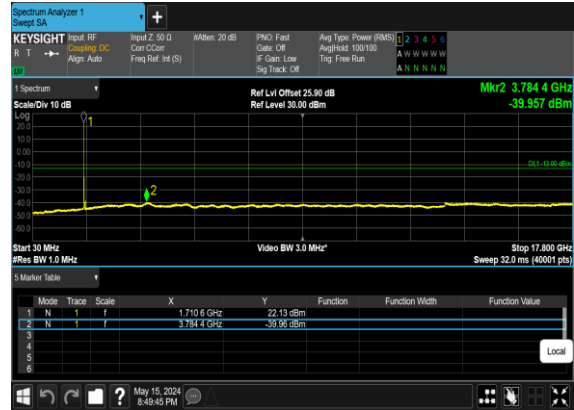 Spectrum Analyzer 1
Swept SA
+
KEYSIGHT Input: RF Input Z: 50 Ω #Atten: 20 dB PNO: Fast Avg Type: Power (RMS) 1 2 3 4 5 6
R T Coupling: DC Corr CCorr Gate: Off Avg|Hold: 100/100 A W W W W W
Align: Auto Freq Ref: Int (S) IF Gain: Low Trig: Free Run
Sig Track: Off A N N N N N
1 Spectrum Ref Lvl Offset 25.90 dB Mkr2 3.784 4 GHz
Scale/Div 10 dB Ref Level 30.00 dBm -39.957 dBm
Log
20.0 1
10.0
0.00
-10.0 DL1 -13.00 dBm
-20.0
-30.0 2
-40.0
-50.0
-60.0
Start 30 MHz Video BW 3.0 MHz* Stop 17.800 GHz
#Res BW 1.0 MHz Sweep 32.0 ms (40001 pts)
5 Marker Table
Mode Trace Scale X Y Function Function Width Function Value
1 N 1 f 1.710 6 GHz 22.13 dBm
2 N 1 f 3.784 4 GHz -39.96 dBm
3
4
5
6
Local
? May 15, 2024
8:49:45 PM